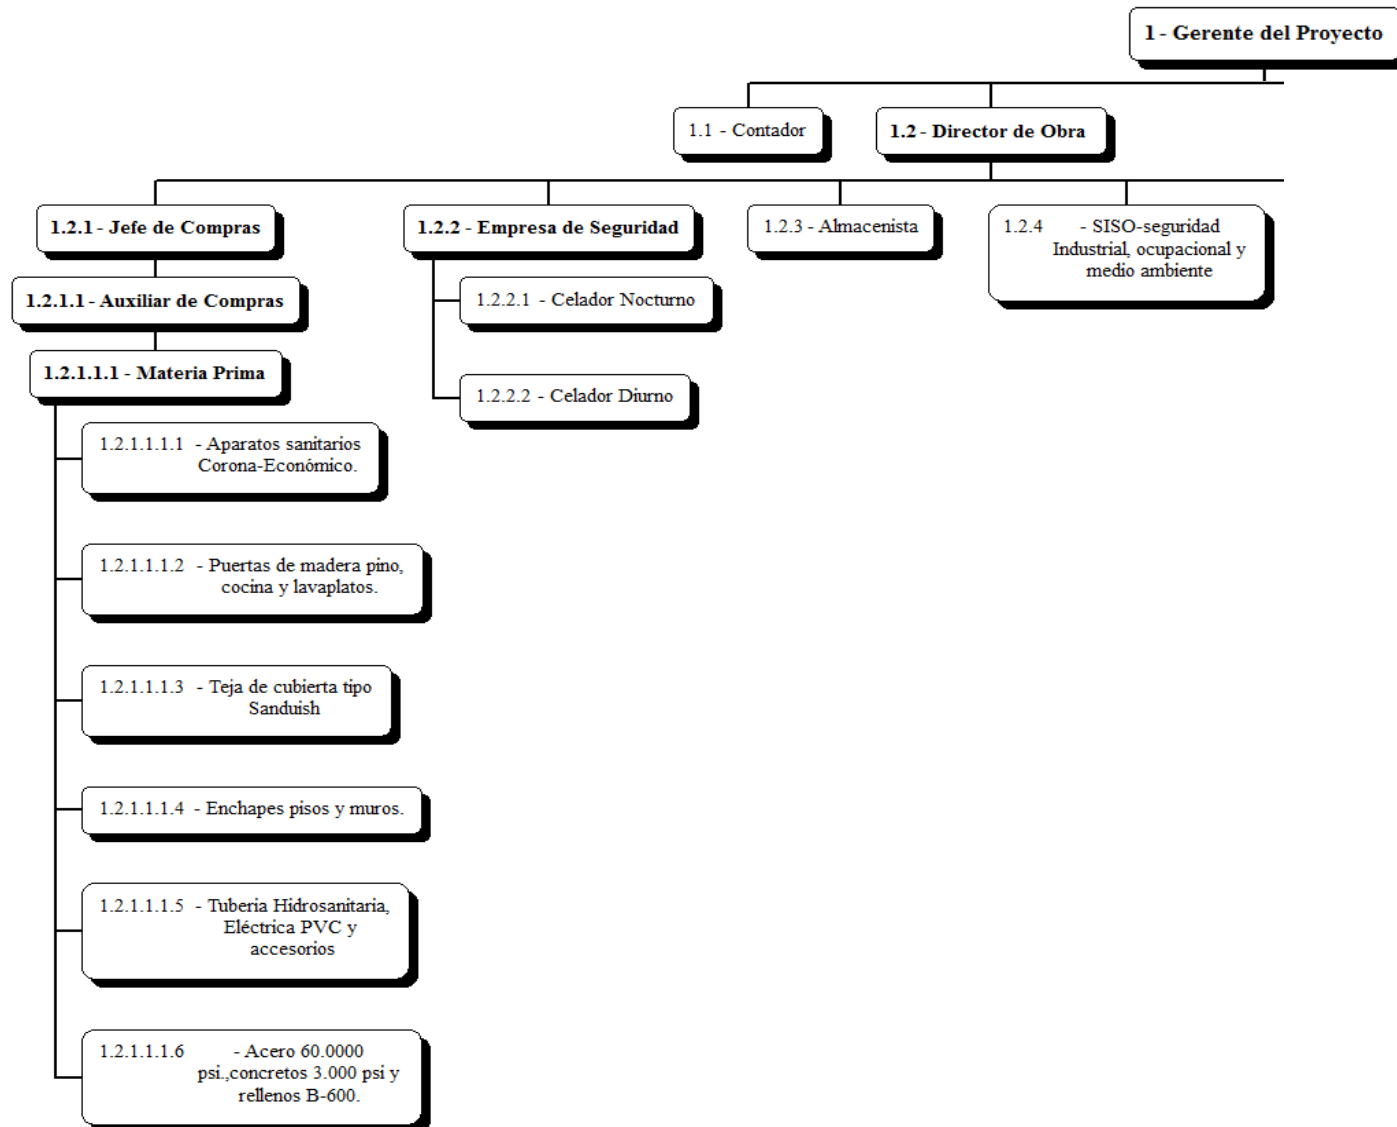 1 - Gerente del Proyecto
1.1 - Contador
1.2 - Director de Obra
1.2.1 - Jefe de Compras
1.2.2 - Empresa de Seguridad
1.2.3 - Almacenista
1.2.4 - SISO-seguridad
Industrial, ocupacional y
medio ambiente
1.2.1.1 - Auxiliar de Compras
1.2.2.1 - Celador Nocturno
1.2.1.1.1 - Materia Prima
1.2.2.2 - Celador Diurno
1.2.1.1.1.1 - Aparatos sanitarios
Corona-Económico.
1.2.1.1.1.2 - Puertas de madera pino,
cocina y lavaplatos.
1.2.1.1.1.3 - Teja de cubierta tipo
Sanduish
1.2.1.1.1.4 - Enchapes pisos y muros.
1.2.1.1.1.5 - Tuberia Hidrosanitaria,
Eléctrica PVC y
accesorios
1.2.1.1.1.6 - Acero 60.0000
psi.,concretos 3.000 psi y
rellenos B-600.